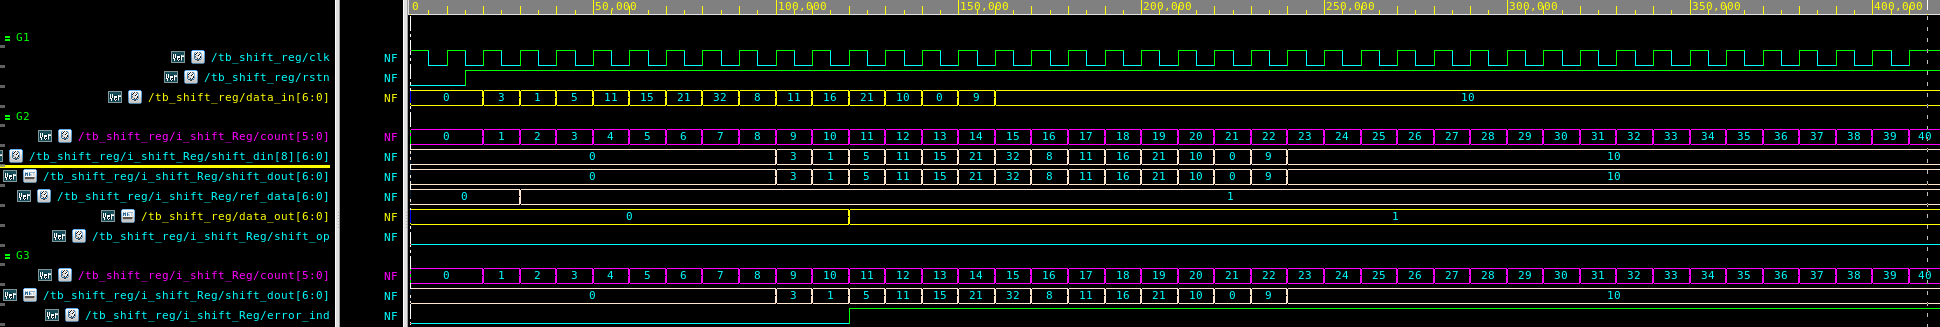 0 50,000 100,000 150,000 200,000 250,000 300,000 350,000 400,000
G1
Ver /tb_shift_reg/clk NF
Ver /tb_shift_reg/rstn NF
Ver /tb_shift_reg/data_in[6:0] NF 0 3 1 5 11 15 21 32 8 11 16 21 10 0 9 10
G2
Ver /tb_shift_reg/i_shift_Reg/count[5:0] NF 0 1 2 3 4 5 6 7 8 9 10 11 12 13 14 15 16 17 18 19 20 21 22 23 24 25 26 27 28 29 30 31 32 33 34 35 36 37 38 39 40
/tb_shift_reg/i_shift_Reg/shift_din[8][6:0] NF 0 3 1 5 11 15 21 32 8 11 16 21 10 0 9 10
Ver /tb_shift_reg/i_shift_Reg/shift_dout[6:0] NF 0 3 1 5 11 15 21 32 8 11 16 21 10 0 9 10
Ver /tb_shift_reg/i_shift_Reg/ref_data[6:0] NF 0 1
Ver /tb_shift_reg/data_out[6:0] NF 0 1
Ver /tb_shift_reg/i_shift_Reg/shift_op NF
G3
Ver /tb_shift_reg/i_shift_Reg/count[5:0] NF 0 1 2 3 4 5 6 7 8 9 10 11 12 13 14 15 16 17 18 19 20 21 22 23 24 25 26 27 28 29 30 31 32 33 34 35 36 37 38 39 40
Ver /tb_shift_reg/i_shift_Reg/shift_dout[6:0] NF 0 3 1 5 11 15 21 32 8 11 16 21 10 0 9 10
Ver /tb_shift_reg/i_shift_Reg/error_ind NF